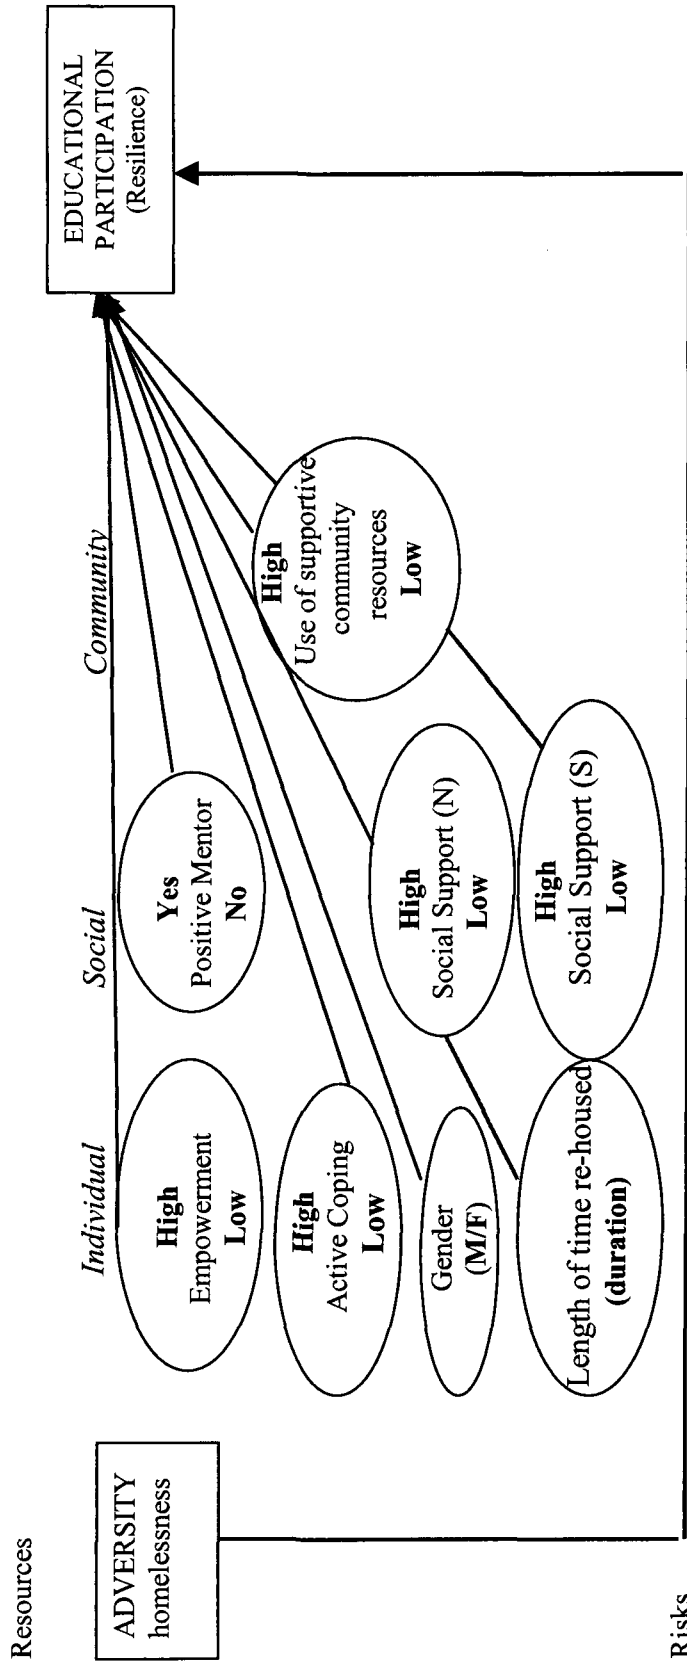 Resources
Individual
Social
Community
ADVERSITY
homelessness
High
Empowerment
Low
High
Active Coping
Low
Gender
(M/F)
Length of time re-housed
(duration)
Yes
Positive Mentor
No
High
Social Support (N)
Low
High
Social Support (S)
Low
High
Use of supportive
community
resources
Low
EDUCATIONAL
PARTICIPATION
(Resilience)
Risks